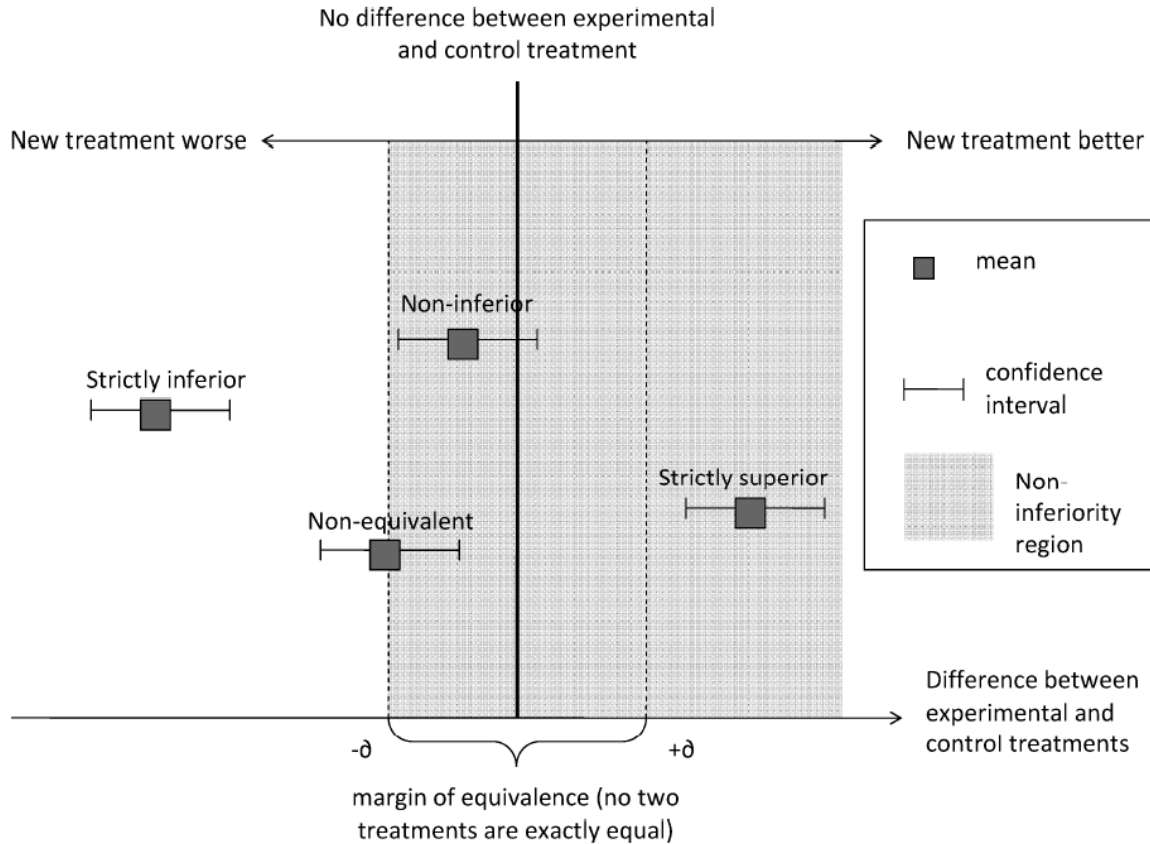 No difference between experimental
and control treatment
New treatment worse
New treatment better
mean
Non-inferior
confidence
interval
Strictly inferior
Strictly superior
Non-
inferiority
region
Non-equivalent
Difference between
experimental and
control treatments
-∂
+∂
margin of equivalence (no two
treatments are exactly equal)